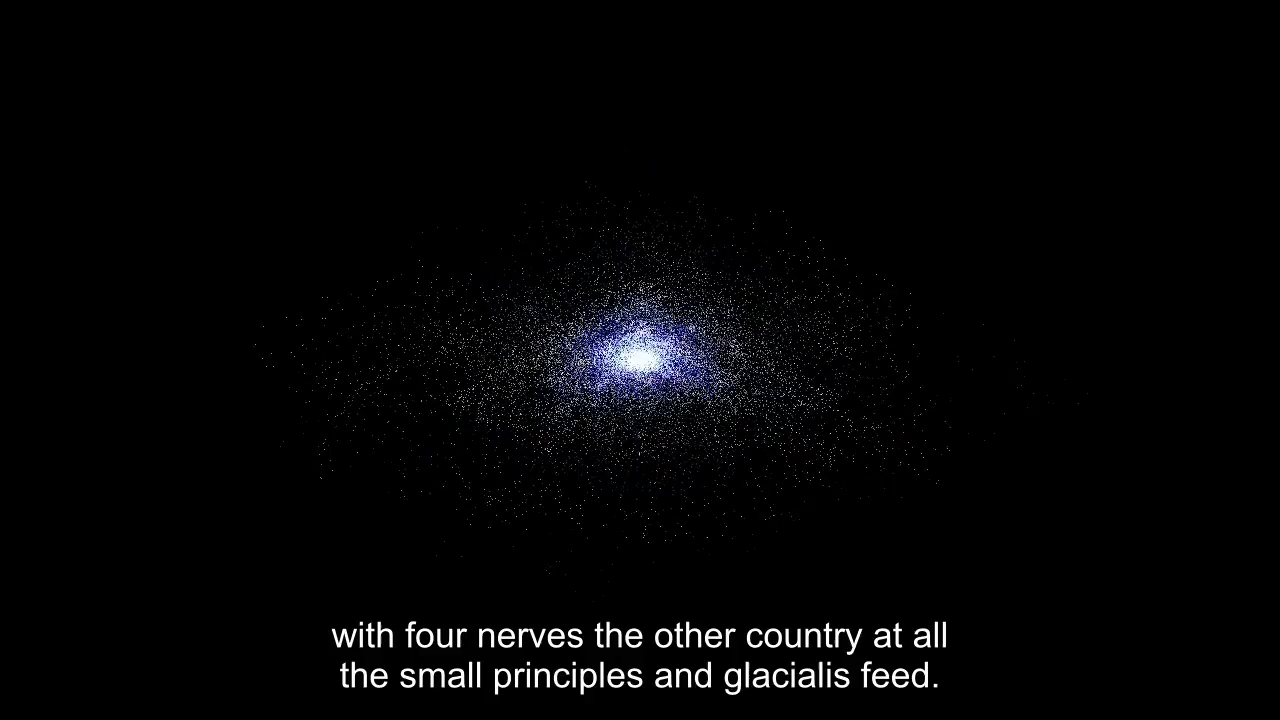 with four nerves the other country at all
the small principles and glacialis feed.